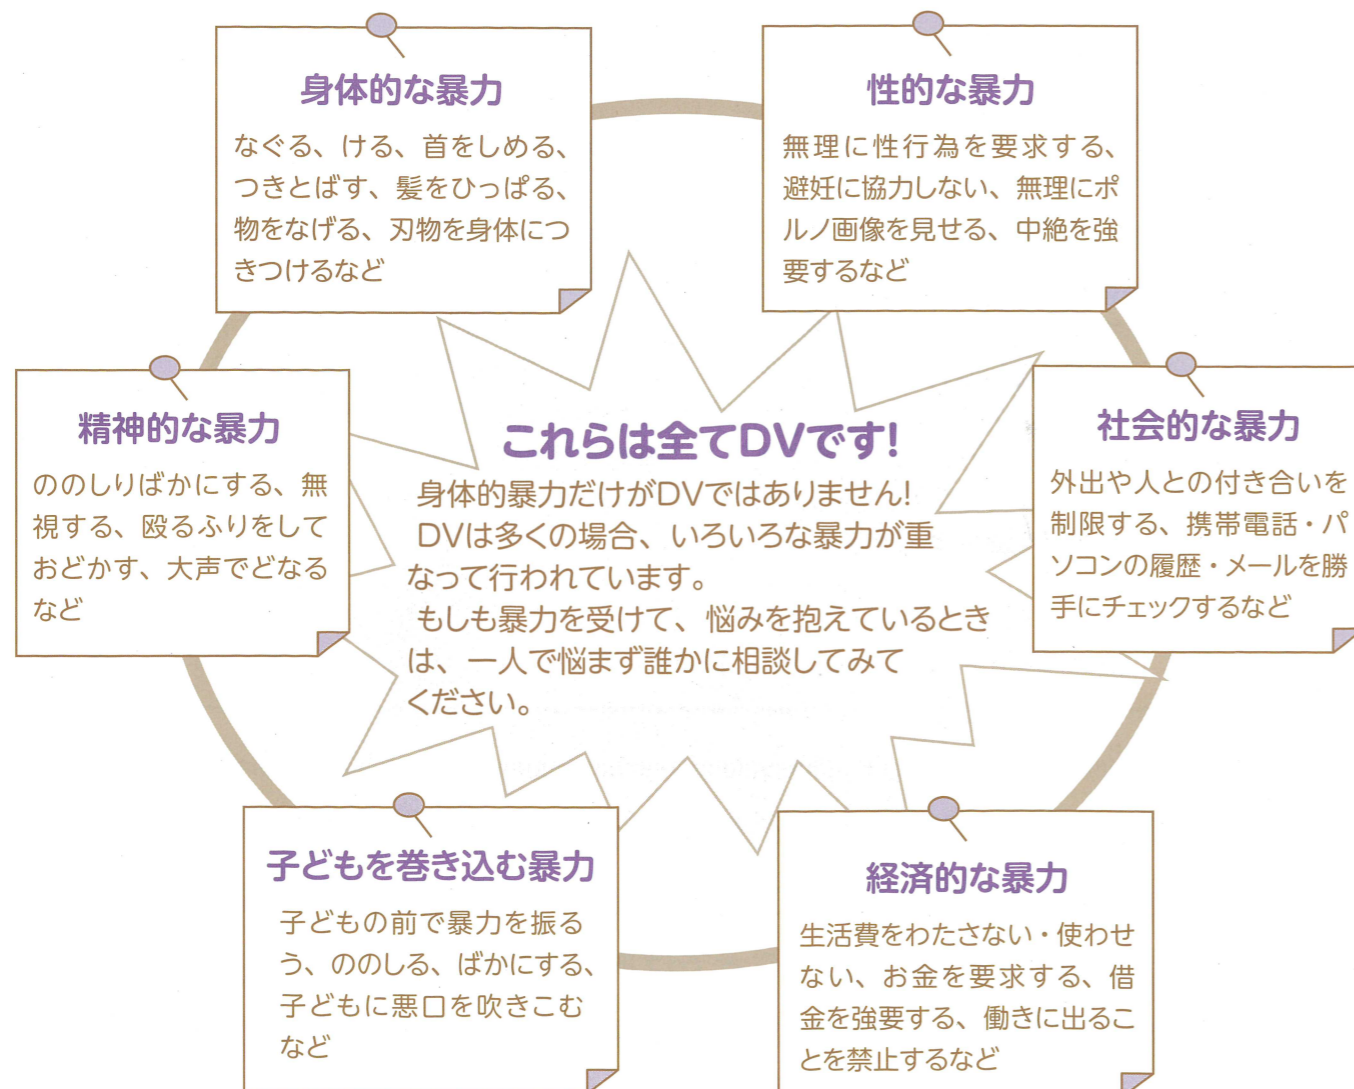 身体的な暴力
なぐる、ける、首をしめる、
つきとばす、髪をひっぱる、
物をなげる、刃物を身体につ
きつけるなど
性的な暴力
無理に性行為を要求する、
避妊に協力しない、無理にポ
ルノ画像を見せる、中絶を強
要するなど
精神的な暴力
ののしりばかにする、無
視する、殴るふりをして
おどかす、大声でどなる
など
これらは全てDVです!
身体的暴力だけがDVではありません!
DVは多くの場合、いろいろな暴力が重
なって行われています。
もしも暴力を受けて、悩みを抱えているとき
は、一人で悩まず誰かに相談してみて
ください。
社会的な暴力
外出や人との付き合いを
制限する、携帯電話・パ
ソコンの履歴・メールを勝
手にチェックするなど
子どもを巻き込む暴力
子どもの前で暴力を振る
う、ののしる、ばかにする、
子どもに悪口を吹きこむ
など
経済的な暴力
生活費をわたさない・使わせ
ない、お金を要求する、借
金を強要する、働きに出るこ
とを禁止するなど